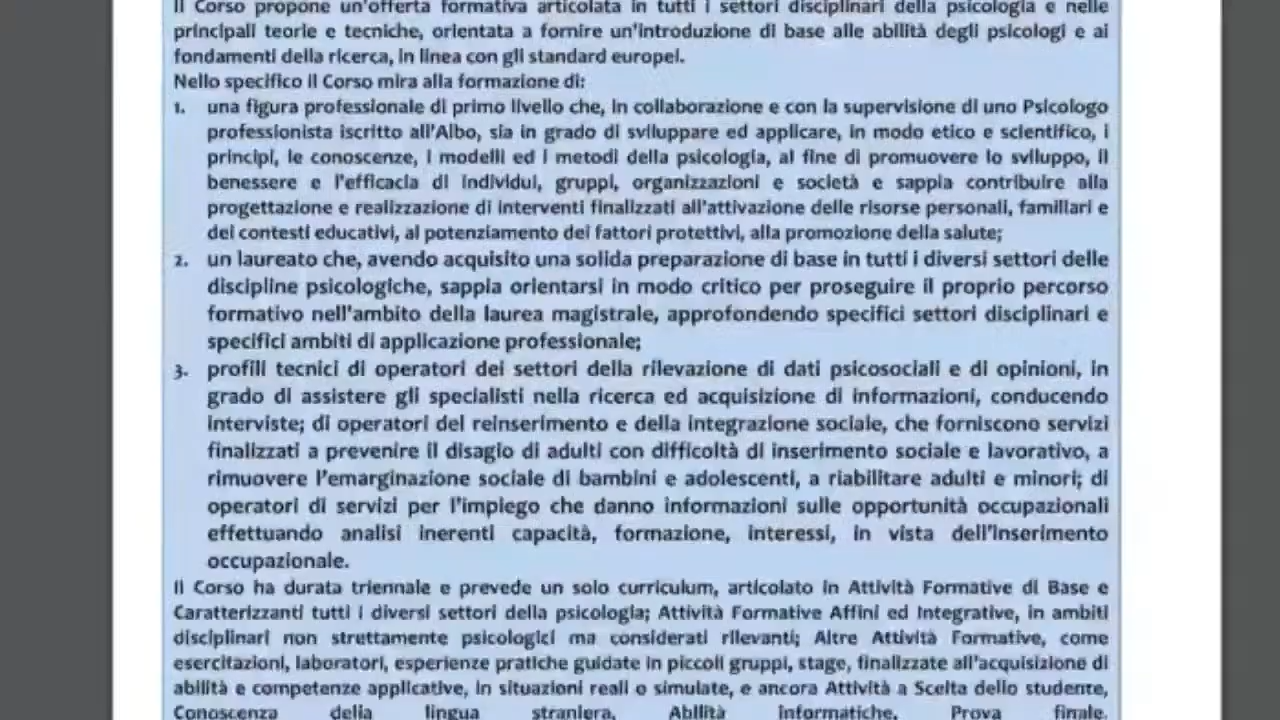 Il Corso propone un'offerta formativa articolata in tutti i settori disciplinari della psicologia e nelle
principali teorie e tecniche, orientata a fornire un'introduzione di base alle abilità degli psicologi e ai
fondamenti della ricerca, in linea con gli standard europei.
Nello specifico il Corso mira alla formazione di:
1. una figura professionale di primo livello che, in collaborazione e con la supervisione di uno Psicologo
professionista iscritto all'Albo, sia in grado di sviluppare ed applicare, in modo etico e scientifico, i
principi, le conoscenze, i modelli ed i metodi della psicologia, al fine di promuovere lo sviluppo, il
benessere e l'efficacia di individui, gruppi, organizzazioni e società e sappia contribuire alla
progettazione e realizzazione di interventi finalizzati all'attivazione delle risorse personali, familiari e
dei contesti educativi, al potenziamento dei fattori protettivi, alla promozione della salute;
2. un laureato che, avendo acquisito una solida preparazione di base in tutti i diversi settori delle
discipline psicologiche, sappia orientarsi in modo critico per proseguire il proprio percorso
formativo nell'ambito della laurea magistrale, approfondendo specifici settori disciplinari e
specifici ambiti di applicazione professionale;
3. profili tecnici di operatori dei settori della rilevazione di dati psicosociali e di opinioni, in
grado di assistere gli specialisti nella ricerca ed acquisizione di informazioni, conducendo
interviste; di operatori del reinserimento e della integrazione sociale, che forniscono servizi
finalizzati a prevenire il disagio di adulti con difficoltà di inserimento sociale e lavorativo, a
rimuovere l'emarginazione sociale di bambini e adolescenti, a riabilitare adulti e minori; di
operatori di servizi per l'impiego che danno informazioni sulle opportunità occupazionali
effettuando analisi inerenti capacità, formazione, interessi, in vista dell'inserimento
occupazionale.
Il Corso ha durata triennale e prevede un solo curriculum, articolato in Attività Formative di Base e
Caratterizzanti tutti i diversi settori della psicologia; Attività Formative Affini ed Integrative, in ambiti
disciplinari non strettamente psicologici ma considerati rilevanti; Altre Attività Formative, come
esercitazioni, laboratori, esperienze pratiche guidate in piccoli gruppi, stage, finalizzate all'acquisizione di
abilità e competenze applicative, in situazioni reali o simulate, e ancora Attività a Scelta dello studente,
Conoscenza della lingua straniera, Abilità informatiche, Prova finale.